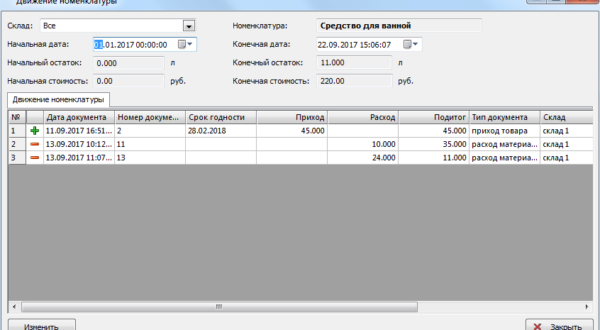 Движение номенклатуры
Склад: Все Номенклатура: Средство для ванной
Начальная дата: 01.01.2017 00:00:00 Конечная дата: 22.09.2017 15:06:07
Начальный остаток: 0.000 л Конечный остаток: 11.000 л
Начальная стоимость: 0.00 руб. Конечная стоимость: 220.00 руб.
Движение номенклатуры
№ Дата документа Номер докуме... Срок годности Приход Расход Подитог Тип документа Склад
1 11.09.2017 16:51... 2 28.02.2018 45.000 45.000 приход товара склад 1
2 13.09.2017 10:12... 11 10.000 35.000 расход материа... склад 1
3 13.09.2017 11:07... 13 24.000 11.000 расход материа... склад 1
Изменить Закрыть